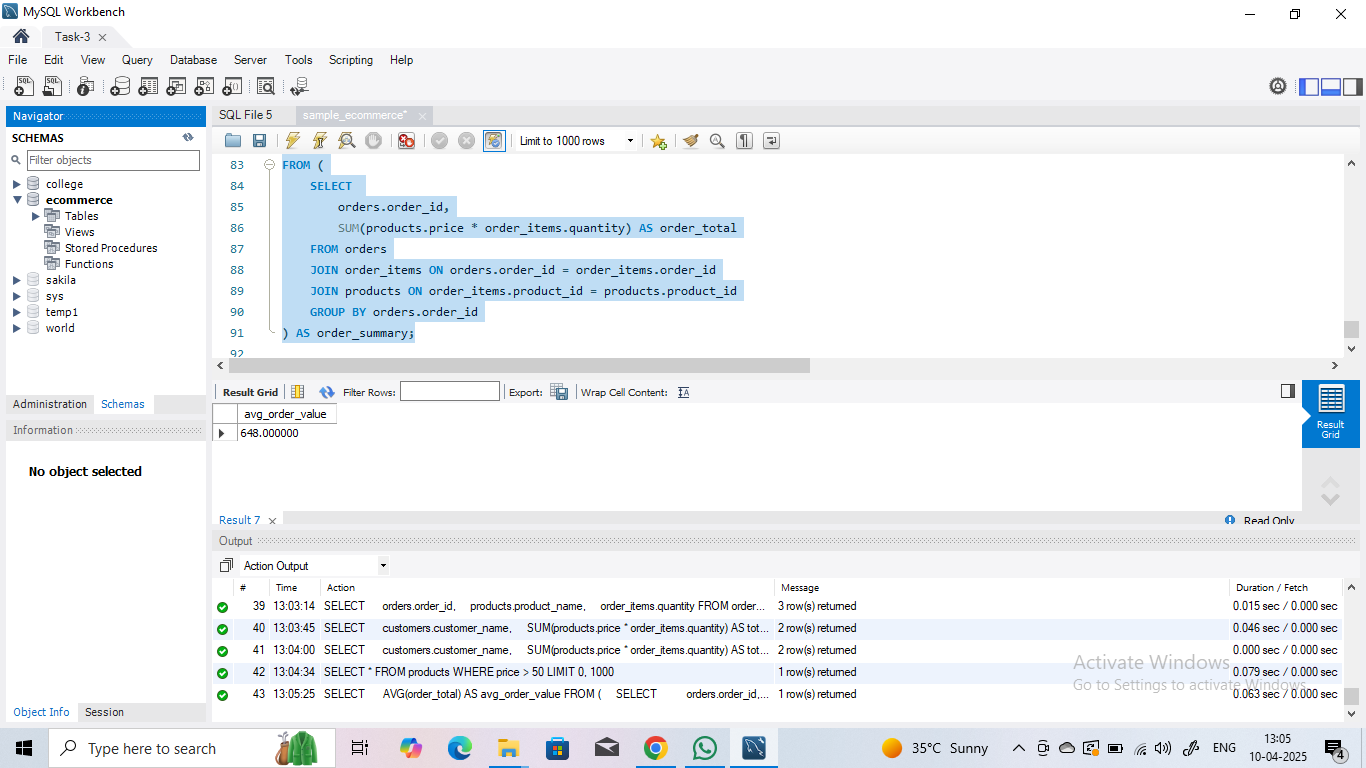 MySQL Workbench
Task-3
File Edit View Query Database Server Tools Scripting Help
Navigator
SCHEMAS
Filter objects
college
ecommerce
Tables
Views
Stored Procedures
Functions
sakila
sys
temp1
world
Administration Schemas
Information
No object selected
Object Info Session
SQL File 5 sample_ecommerce*
Limit to 1000 rows
83 FROM (
84 SELECT
85 orders.order_id,
86 SUM(products.price * order_items.quantity) AS order_total
87 FROM orders
88 JOIN order_items ON orders.order_id = order_items.order_id
89 JOIN products ON order_items.product_id = products.product_id
90 GROUP BY orders.order_id
91 ) AS order_summary;
92
Result Grid Filter Rows: Export: Wrap Cell Content:
avg_order_value
648.000000
Result Grid
Result 7 Read Only
Output
Action Output
# Time Action Message Duration / Fetch
39 13:03:14 SELECT orders.order_id, products.product_name, order_items.quantity FROM order... 3 row(s) returned 0.015 sec / 0.000 sec
40 13:03:45 SELECT customers.customer_name, SUM(products.price * order_items.quantity) AS tot... 2 row(s) returned 0.046 sec / 0.000 sec
41 13:04:00 SELECT customers.customer_name, SUM(products.price * order_items.quantity) AS tot... 2 row(s) returned 0.000 sec / 0.000 sec
42 13:04:34 SELECT * FROM products WHERE price > 50 LIMIT 0, 1000 1 row(s) returned 0.079 sec / 0.000 sec
43 13:05:25 SELECT AVG(order_total) AS avg_order_value FROM ( SELECT orders.order_id,... 1 row(s) returned 0.063 sec / 0.000 sec
Activate Windows
Go to Settings to activate Windows.
Type here to search
35°C Sunny
ENG
13:05
10-04-2025
4